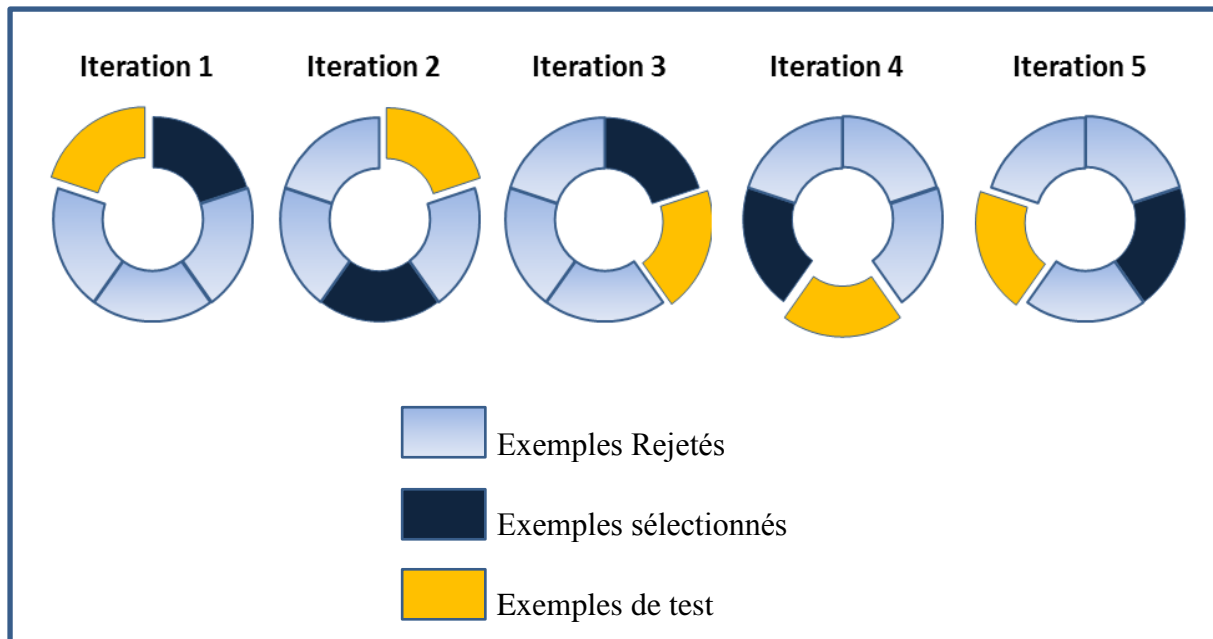 Iteration 1 Iteration 2 Iteration 3 Iteration 4 Iteration 5
Exemples Rejetés
Exemples sélectionnés
Exemples de test